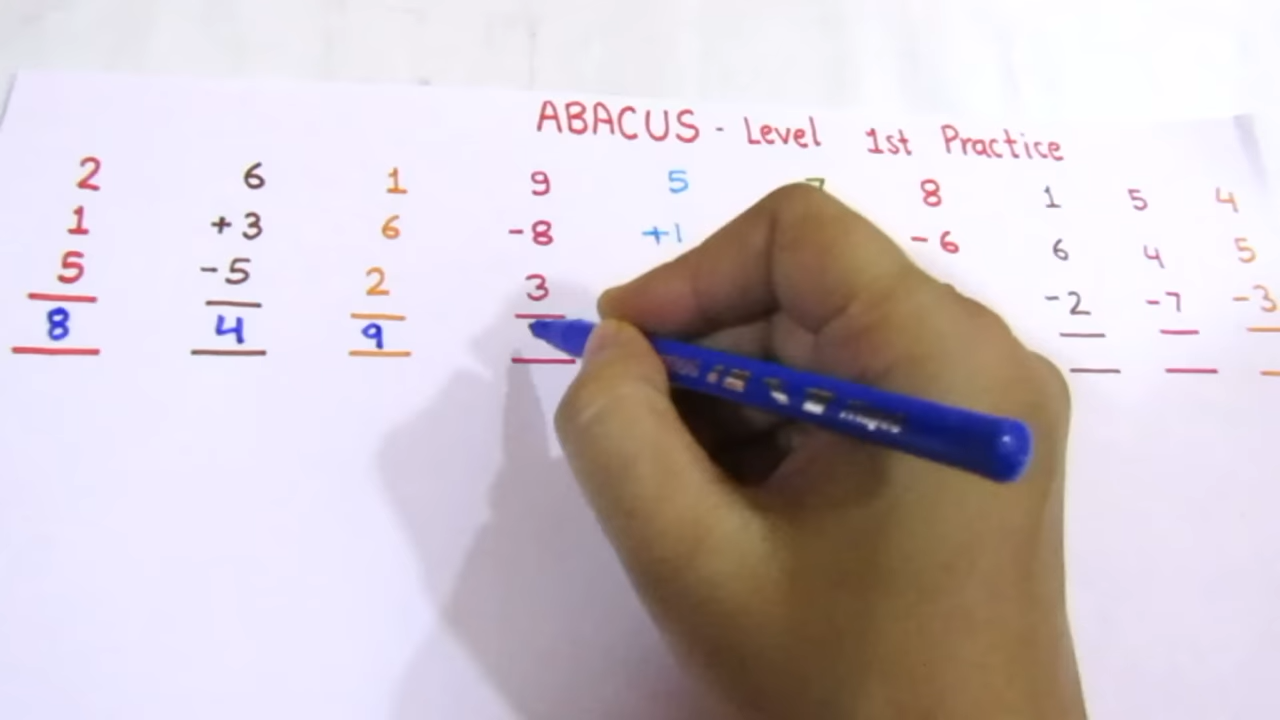 ABACUS - Level 1st Practice
2 6 1 9 5 7 8 1 5 4
1 +3 6 -8 +1 -6 6 4 5
5 -5 2 3 -2 -7 -3
8 4 9